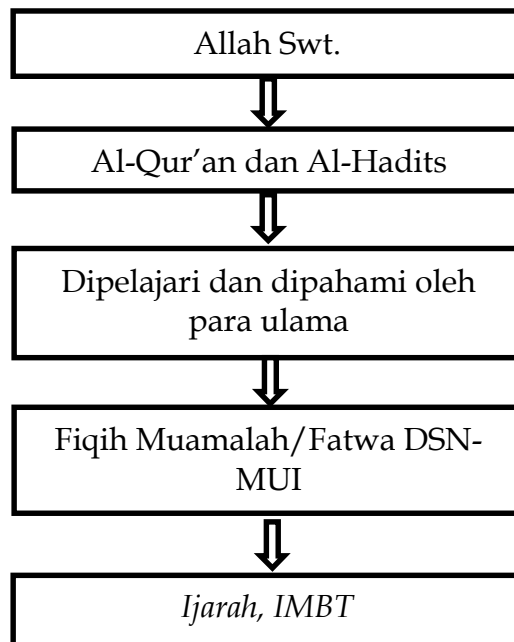 Allah Swt.
Al-Qur’an dan Al-Hadits
Dipelajari dan dipahami oleh
para ulama
Fiqih Muamalah/Fatwa DSN-
MUI
Ijarah, IMBT